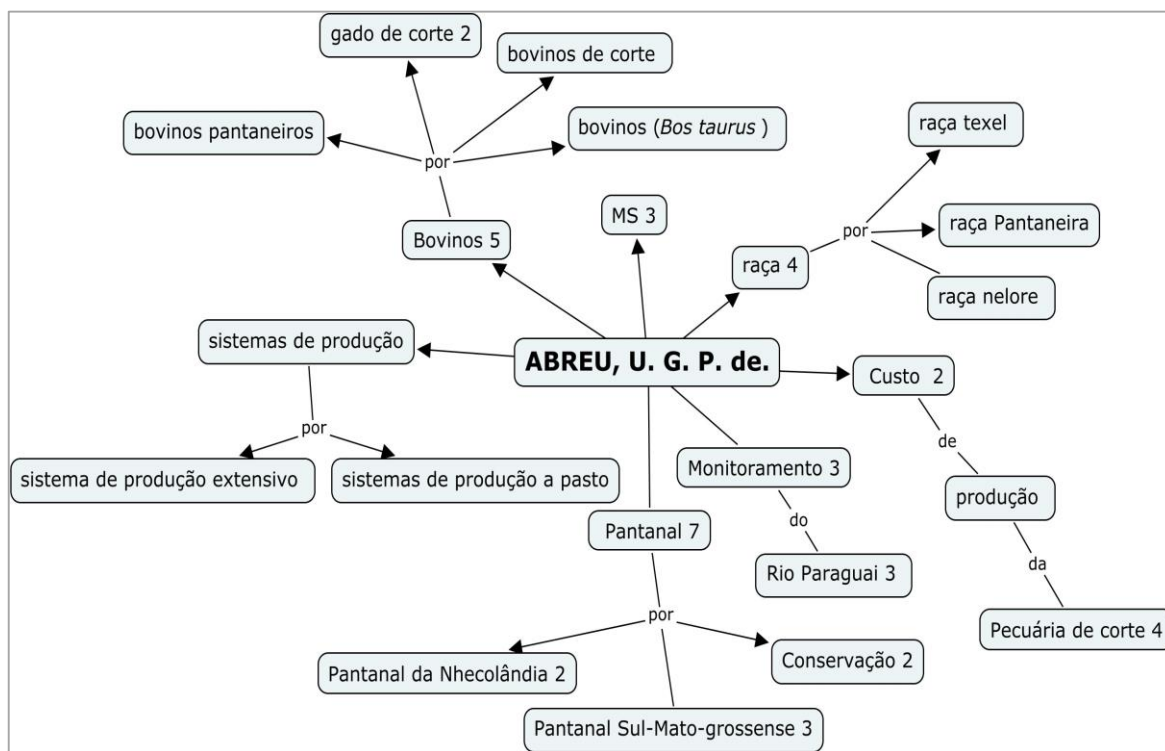 gado de corte 2
bovinos de corte
bovinos pantaneiros
bovinos (Bos taurus )
por
Bovinos 5
MS 3
raça texel
raça Pantaneira
por
raça 4
raça nelore
sistemas de produção
ABREU, U. G. P. de.
Custo 2
por
de
sistema de produção extensivo
sistemas de produção a pasto
Monitoramento 3
produção
Pantanal 7
do
da
Rio Paraguai 3
por
Pecuária de corte 4
Pantanal da Nhecolândia 2
Conservação 2
Pantanal Sul-Mato-grossense 3